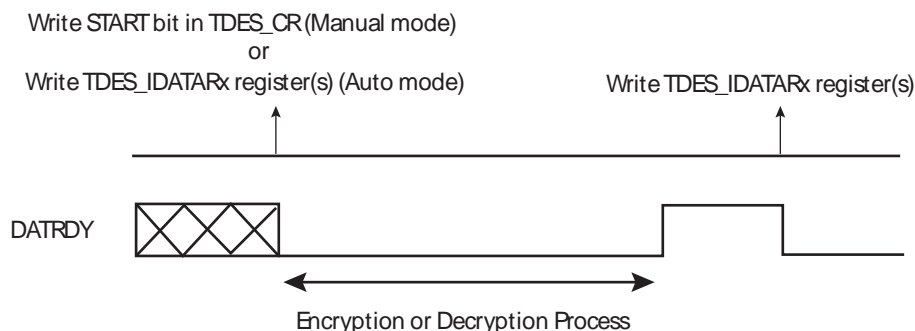 Write START bit in TDES_CR (Manual mode)
or
Write TDES_IDATARx register(s) (Auto mode)
Write TDES_IDATARx register(s)
DATRDY
Encryption or Decryption Process